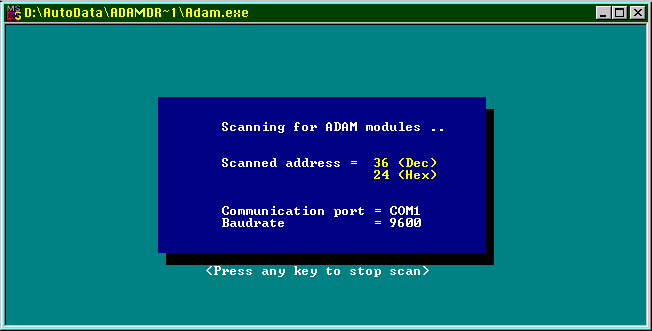 D:\AutoData\ADAMDR~1\Adam.exe
Scanning for ADAM modules ..
Scanned address = 36 (Dec)
24 (Hex)
Communication port = COM1
Baudrate = 9600
<Press any key to stop scan>